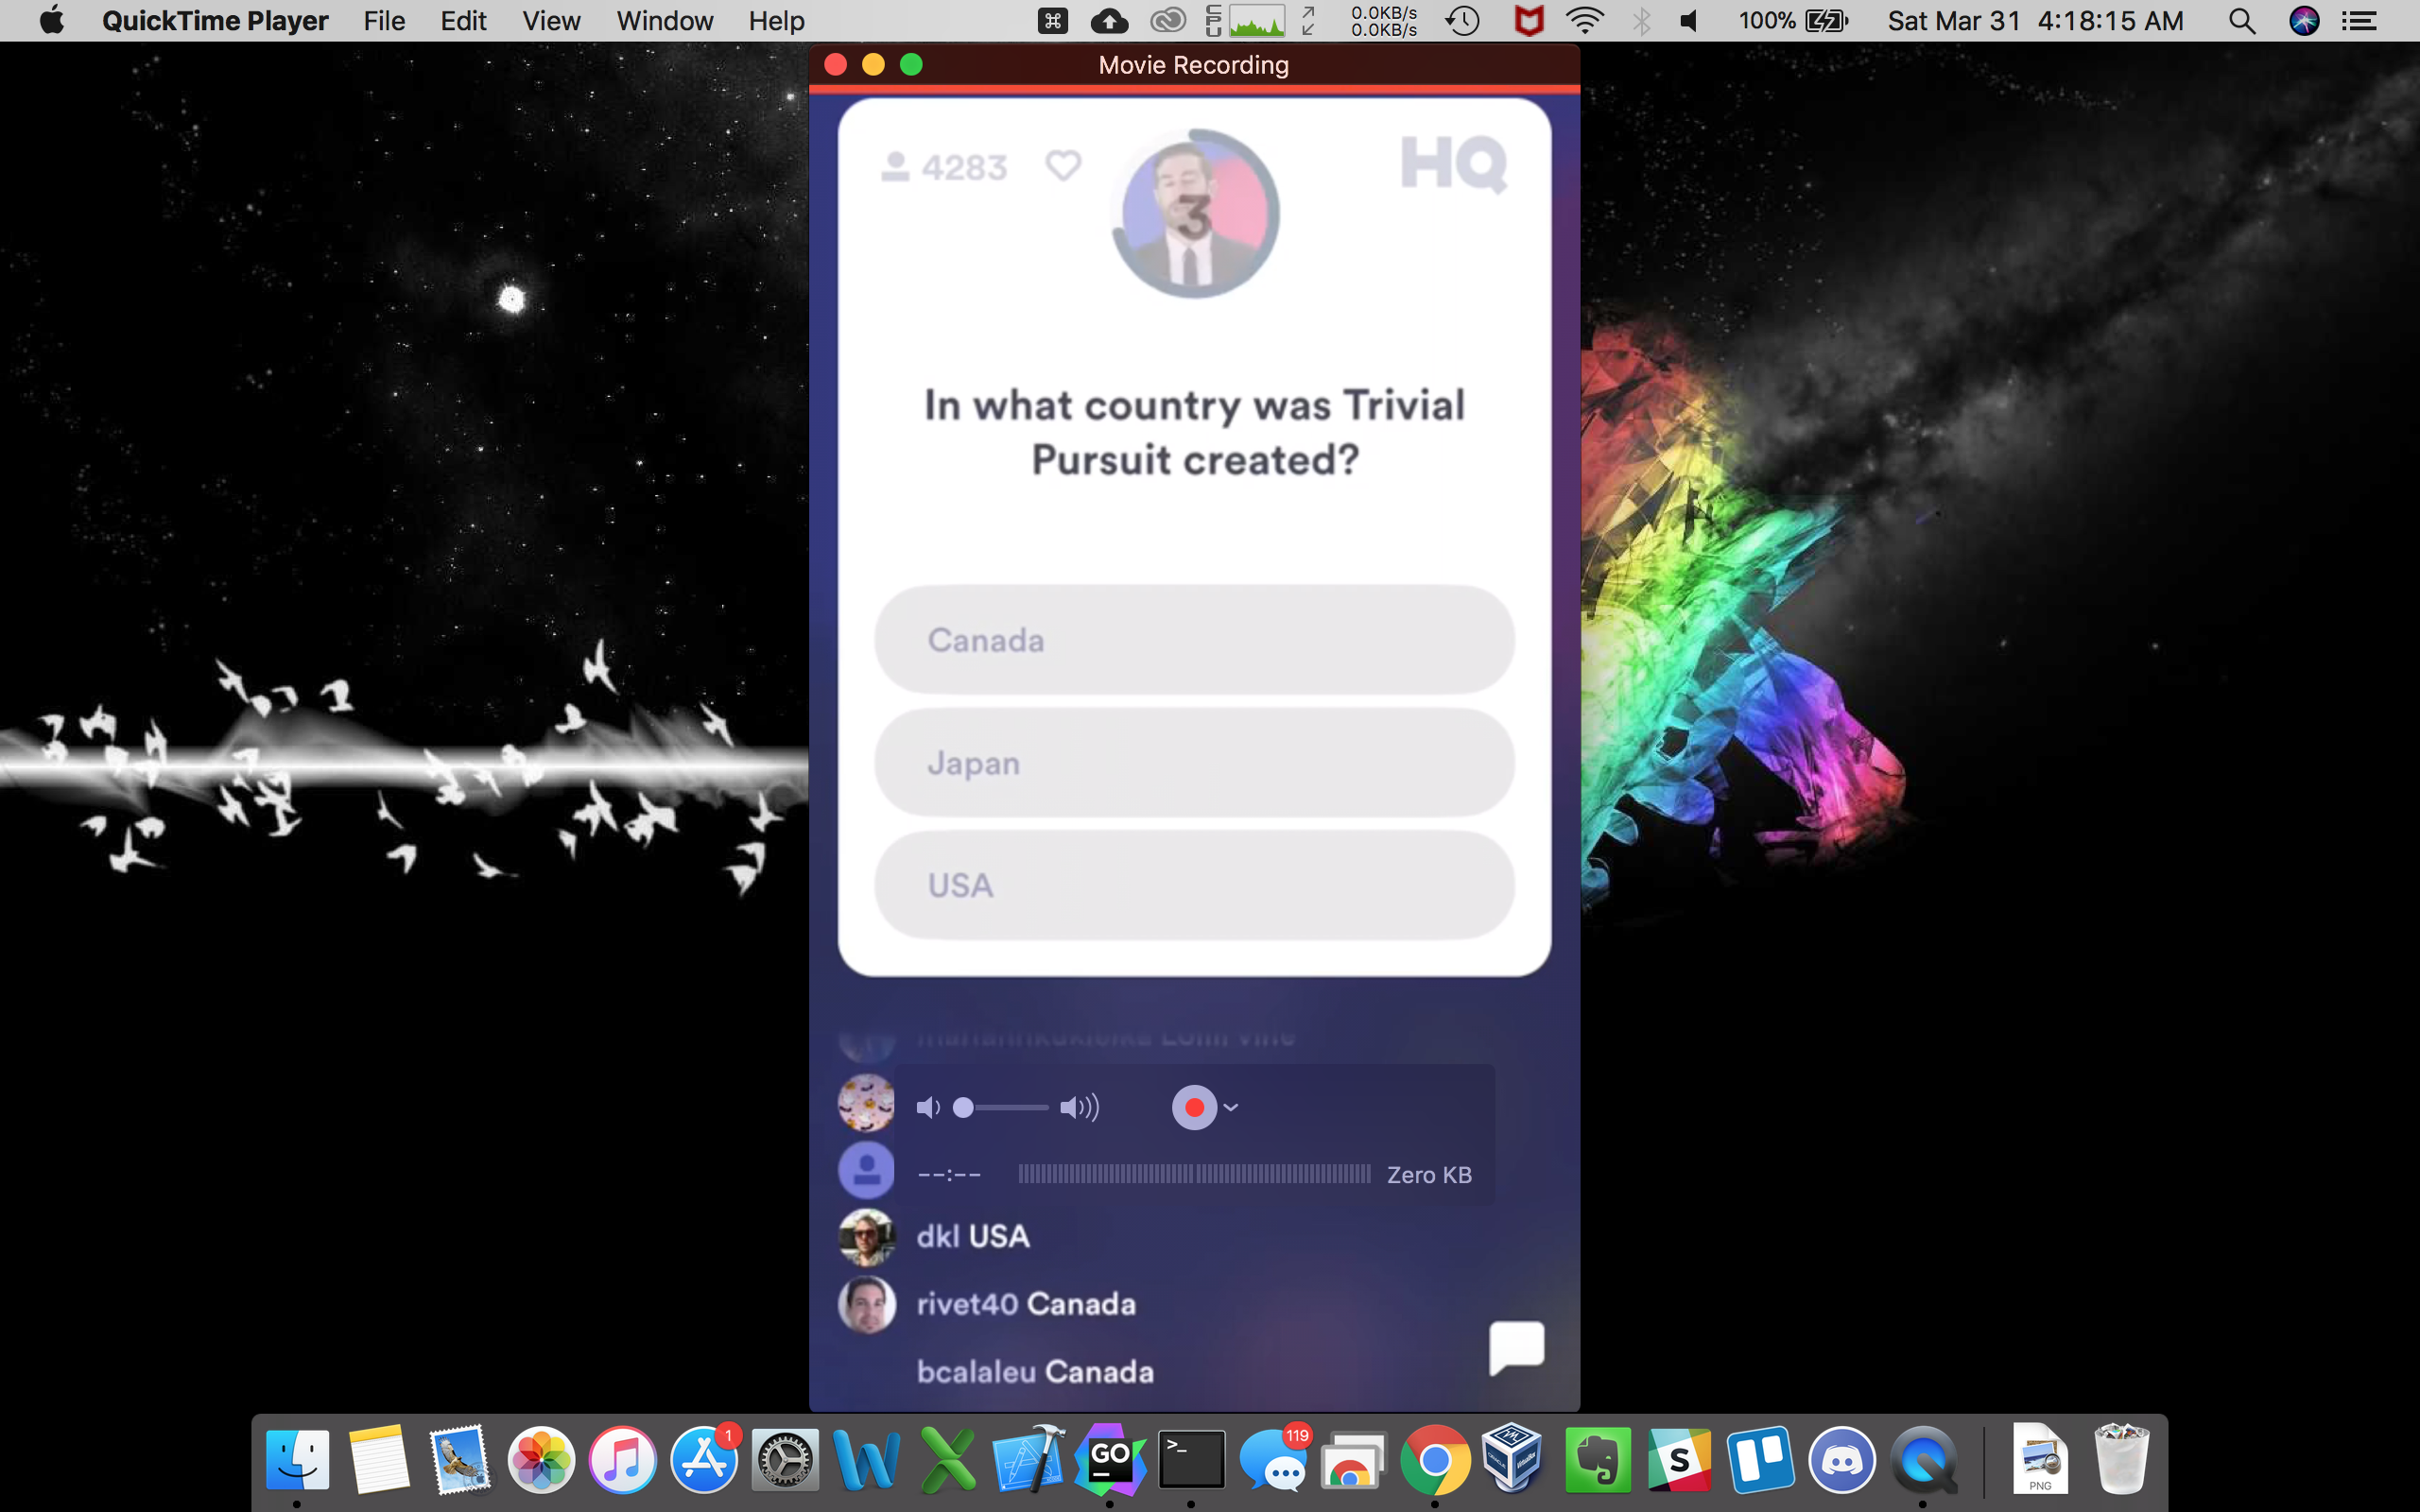 QuickTime Player File Edit View Window Help
CPU
0.0KB/s
0.0KB/s
100%
Sat Mar 31 4:18:15 AM
Movie Recording
4283
HQ
3
In what country was Trivial
Pursuit created?
Canada
Japan
USA
--:--
Zero KB
dkl USA
rivet40 Canada
bcalaleu Canada
1
GO
>_
119
S
PNG